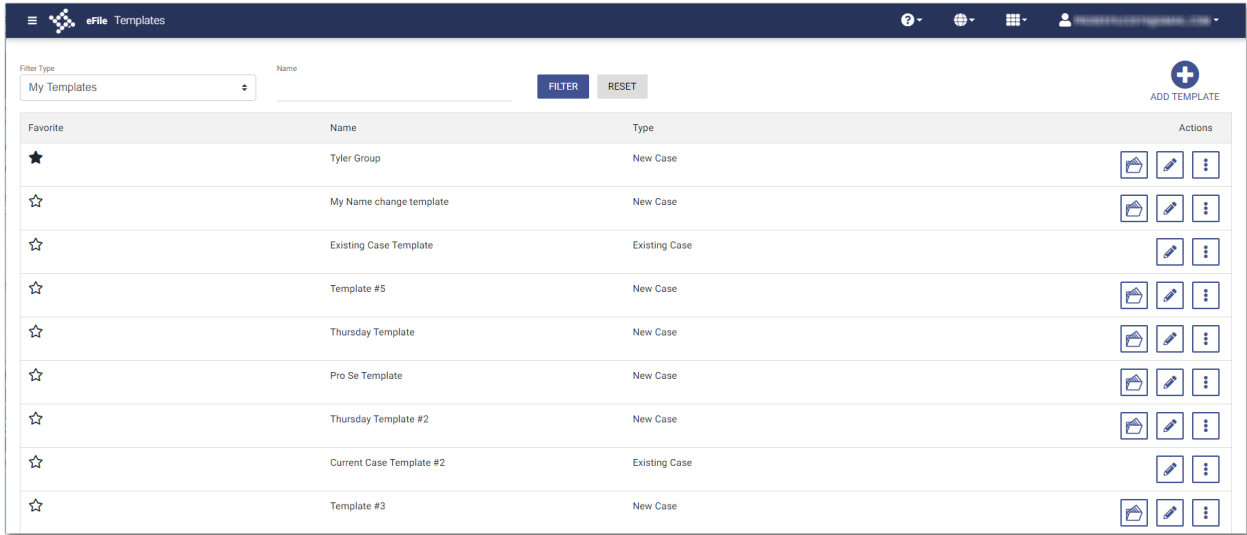 eFile Templates
Filter Type
Name
My Templates
FILTER
RESET
ADD TEMPLATE
Favorite Name Type Actions
Tyler Group New Case
My Name change template New Case
Existing Case Template Existing Case
Template #5 New Case
Thursday Template New Case
Pro Se Template New Case
Thursday Template #2 New Case
Current Case Template #2 Existing Case
Template #3 New Case